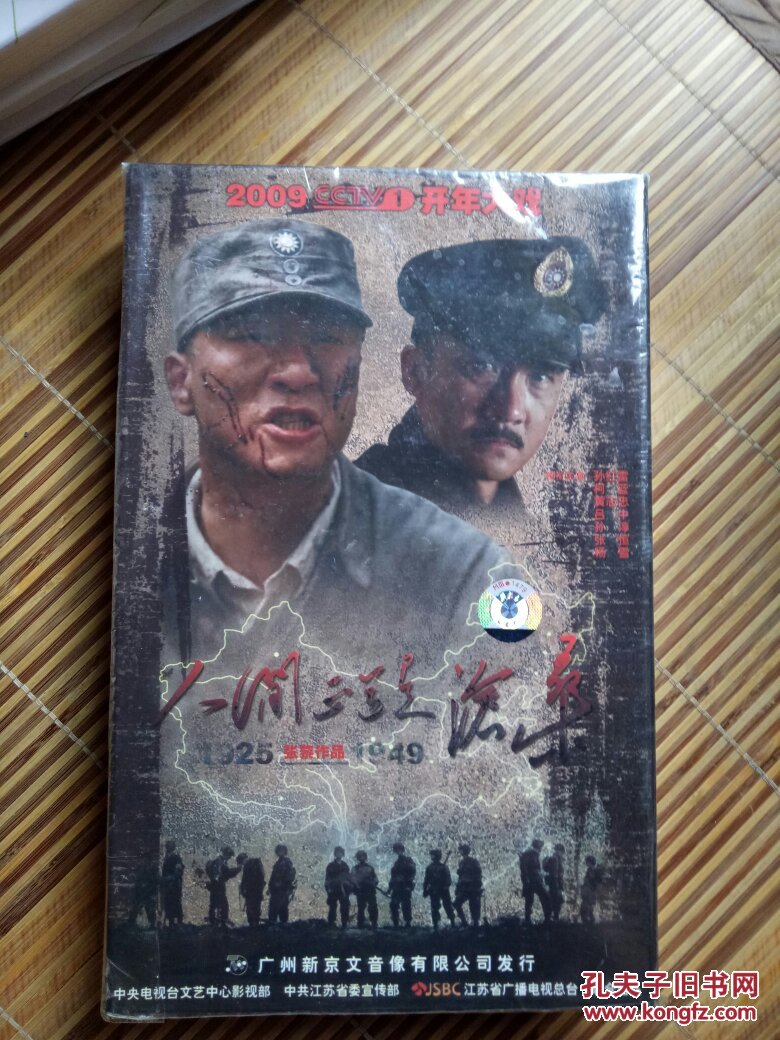 2009 CCTV 1 开年大戏
人间正道是沧桑
1925 张黎作品 1949
广州新京文音像有限公司发行
中央电视台文艺中心影视部 中共江苏省委宣传部 JSBC 江苏省广播电视总台
孔夫子旧书网
www.kongfz.com